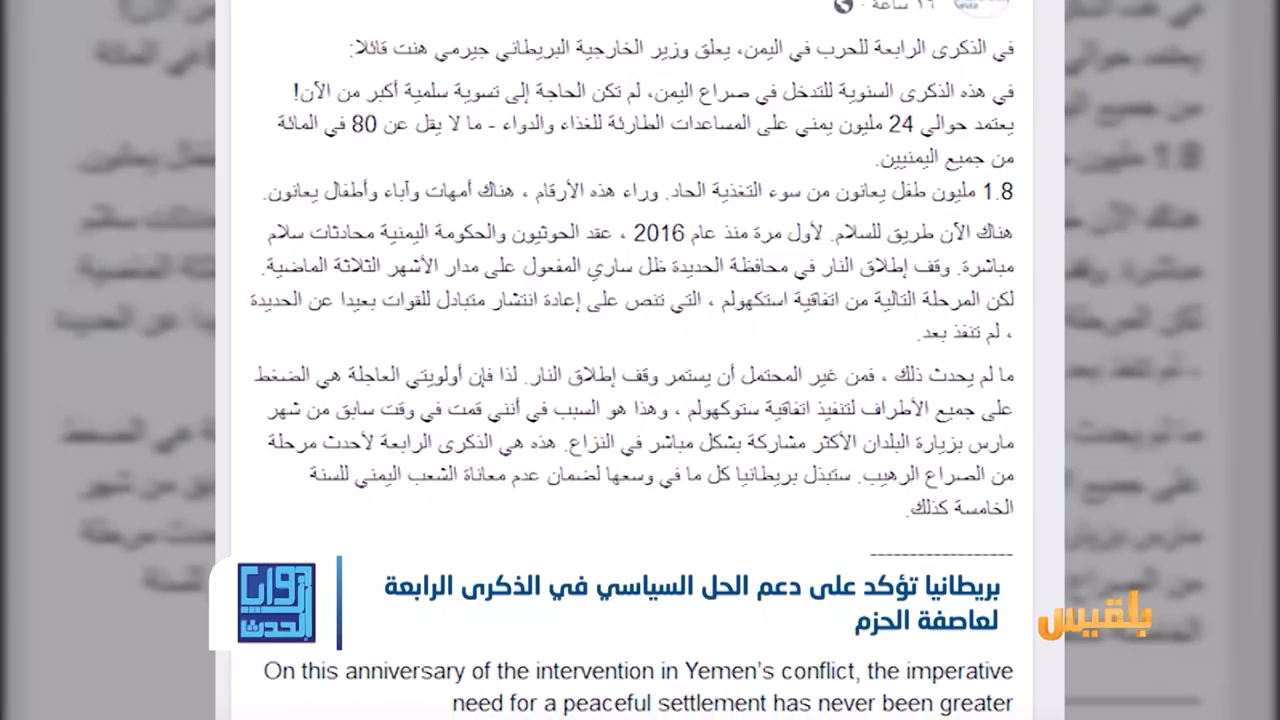 ١٦ ساعة ·
في الذكرى الرابعة للحرب في اليمن، يعلق وزير الخارجية البريطاني جيرمي هنت قائلا:
في هذه الذكرى السنوية للتدخل في صراع اليمن، لم تكن الحاجة إلى تسوية سلمية أكبر من الآن!
يعتمد حوالي 24 مليون يمني على المساعدات الطارئة للغذاء والدواء - ما لا يقل عن 80 في المائة
من جميع اليمنيين.
1.8 مليون طفل يعانون من سوء التغذية الحاد. وراء هذه الأرقام ، هناك أمهات وآباء وأطفال يعانون.
هناك الآن طريق للسلام. لأول مرة منذ عام 2016 ، عقد الحوثيون والحكومة اليمنية محادثات سلام
مباشرة. وقف إطلاق النار في محافظة الحديدة ظل ساري المفعول على مدار الأشهر الثلاثة الماضية.
لكن المرحلة التالية من اتفاقية استكهولم ، التي تنص على إعادة انتشار متبادل للقوات بعيدا عن الحديدة
، لم تنفذ بعد.
ما لم يحدث ذلك ، فمن غير المحتمل أن يستمر وقف إطلاق النار. لذا فإن أولويتي العاجلة هي الضغط
على جميع الأطراف لتنفيذ اتفاقية ستوكهولم ، وهذا هو السبب في أنني قمت في وقت سابق من شهر
مارس بزيارة البلدان الأكثر مشاركة بشكل مباشر في النزاع. هذه هي الذكرى الرابعة لأحدث مرحلة
من الصراع الرهيب. ستبذل بريطانيا كل ما في وسعها لضمان عدم معاناة الشعب اليمني للسنة
الخامسة كذلك.
بريطانيا تؤكد على دعم الحل السياسي في الذكرى الرابعة
لعاصفة الحزم
زوايا
الحدث
بلقيس
On this anniversary of the intervention in Yemen's conflict, the imperative
need for a peaceful settlement has never been greater